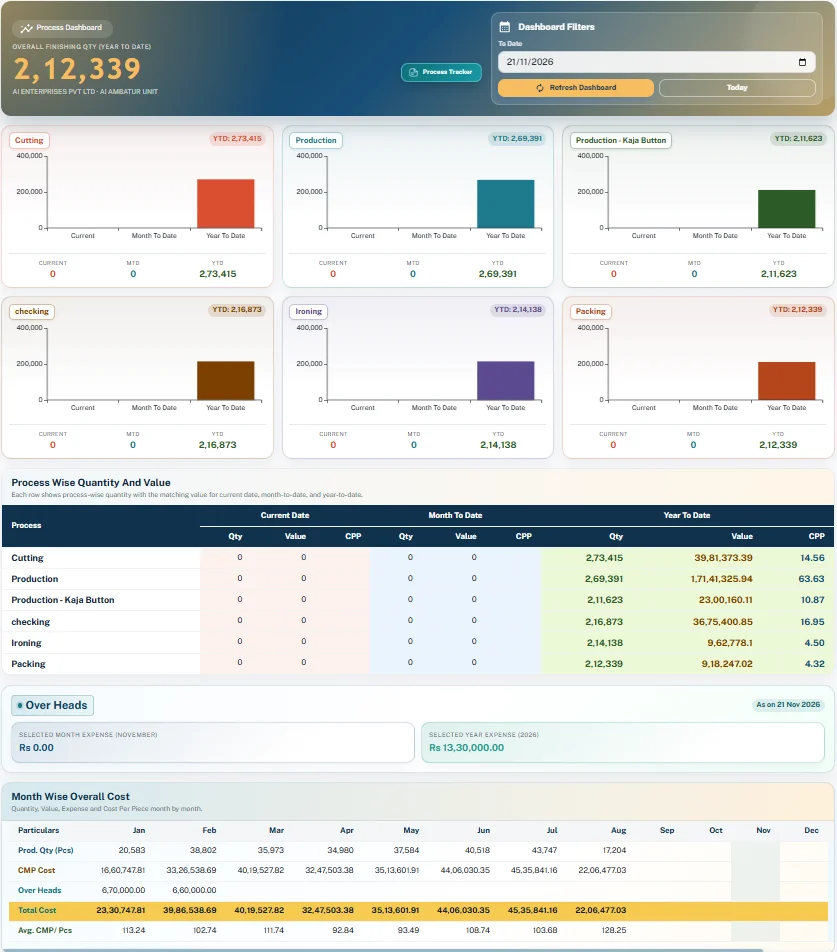 Process Dashboard
OVERALL FINISHING QTY (YEAR TO DATE)
2,12,339
AI ENTERPRISES PVT LTD · AI AMBATUR UNIT
Process Tracker
Dashboard Filters
To Date
21/11/2026
Refresh Dashboard Today
Cutting YTD: 2,73,415
400,000
200,000
0
Current Month To Date Year To Date
CURRENT MTD YTD
0 0 2,73,415
Production YTD: 2,69,391
400,000
200,000
0
Current Month To Date Year To Date
CURRENT MTD YTD
0 0 2,69,391
Production - Kaja Button YTD: 2,11,623
400,000
200,000
0
Current Month To Date Year To Date
CURRENT MTD YTD
0 0 2,11,623
checking YTD: 2,16,873
400,000
200,000
0
Current Month To Date Year To Date
CURRENT MTD YTD
0 0 2,16,873
Ironing YTD: 2,14,138
400,000
200,000
0
Current Month To Date Year To Date
CURRENT MTD YTD
0 0 2,14,138
Packing YTD: 2,12,339
400,000
200,000
0
Current Month To Date Year To Date
CURRENT MTD YTD
0 0 2,12,339
Process Wise Quantity And Value
Each row shows process-wise quantity with the matching value for current date, month-to-date, and year-to-date.
Process Current Date Month To Date Year To Date
Qty Value CPP Qty Value CPP Qty Value CPP
Cutting 0 0 0 0 2,73,415 39,81,373.39 14.56
Production 0 0 0 0 2,69,391 1,71,41,325.94 63.63
Production - Kaja Button 0 0 0 0 2,11,623 23,00,160.11 10.87
checking 0 0 0 0 2,16,873 36,75,400.85 16.95
Ironing 0 0 0 0 2,14,138 9,62,778.1 4.50
Packing 0 0 0 0 2,12,339 9,18,247.02 4.32
Over Heads As on 21 Nov 2026
SELECTED MONTH EXPENSE (NOVEMBER)
Rs 0.00
SELECTED YEAR EXPENSE (2026)
Rs 13,30,000.00
Month Wise Overall Cost
Quantity, Value, Expense and Cost Per Piece month by month.
Particulars Jan Feb Mar Apr May Jun Jul Aug Sep Oct Nov Dec
Prod. Qty (Pcs) 20,583 38,802 35,973 34,980 37,584 40,518 43,747 17,204
CMP Cost 16,60,747.81 33,26,538.69 40,19,527.82 32,47,503.38 35,13,601.91 44,06,030.35 45,35,841.16 22,06,477.03
Over Heads 6,70,000.00 6,60,000.00
Total Cost 23,30,747.81 39,86,538.69 40,19,527.82 32,47,503.38 35,13,601.91 44,06,030.35 45,35,841.16 22,06,477.03
Avg. CMP/ Pcs 113.24 102.74 111.74 92.84 93.49 108.74 103.68 128.25